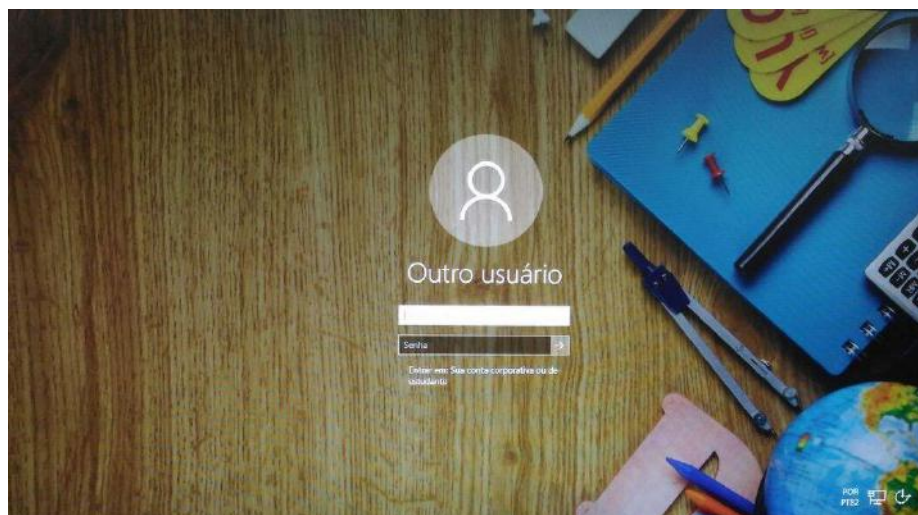 Outro usuário
Senha
Entrar em: Sua conta corporativa ou de
estudante
POR
PTB2